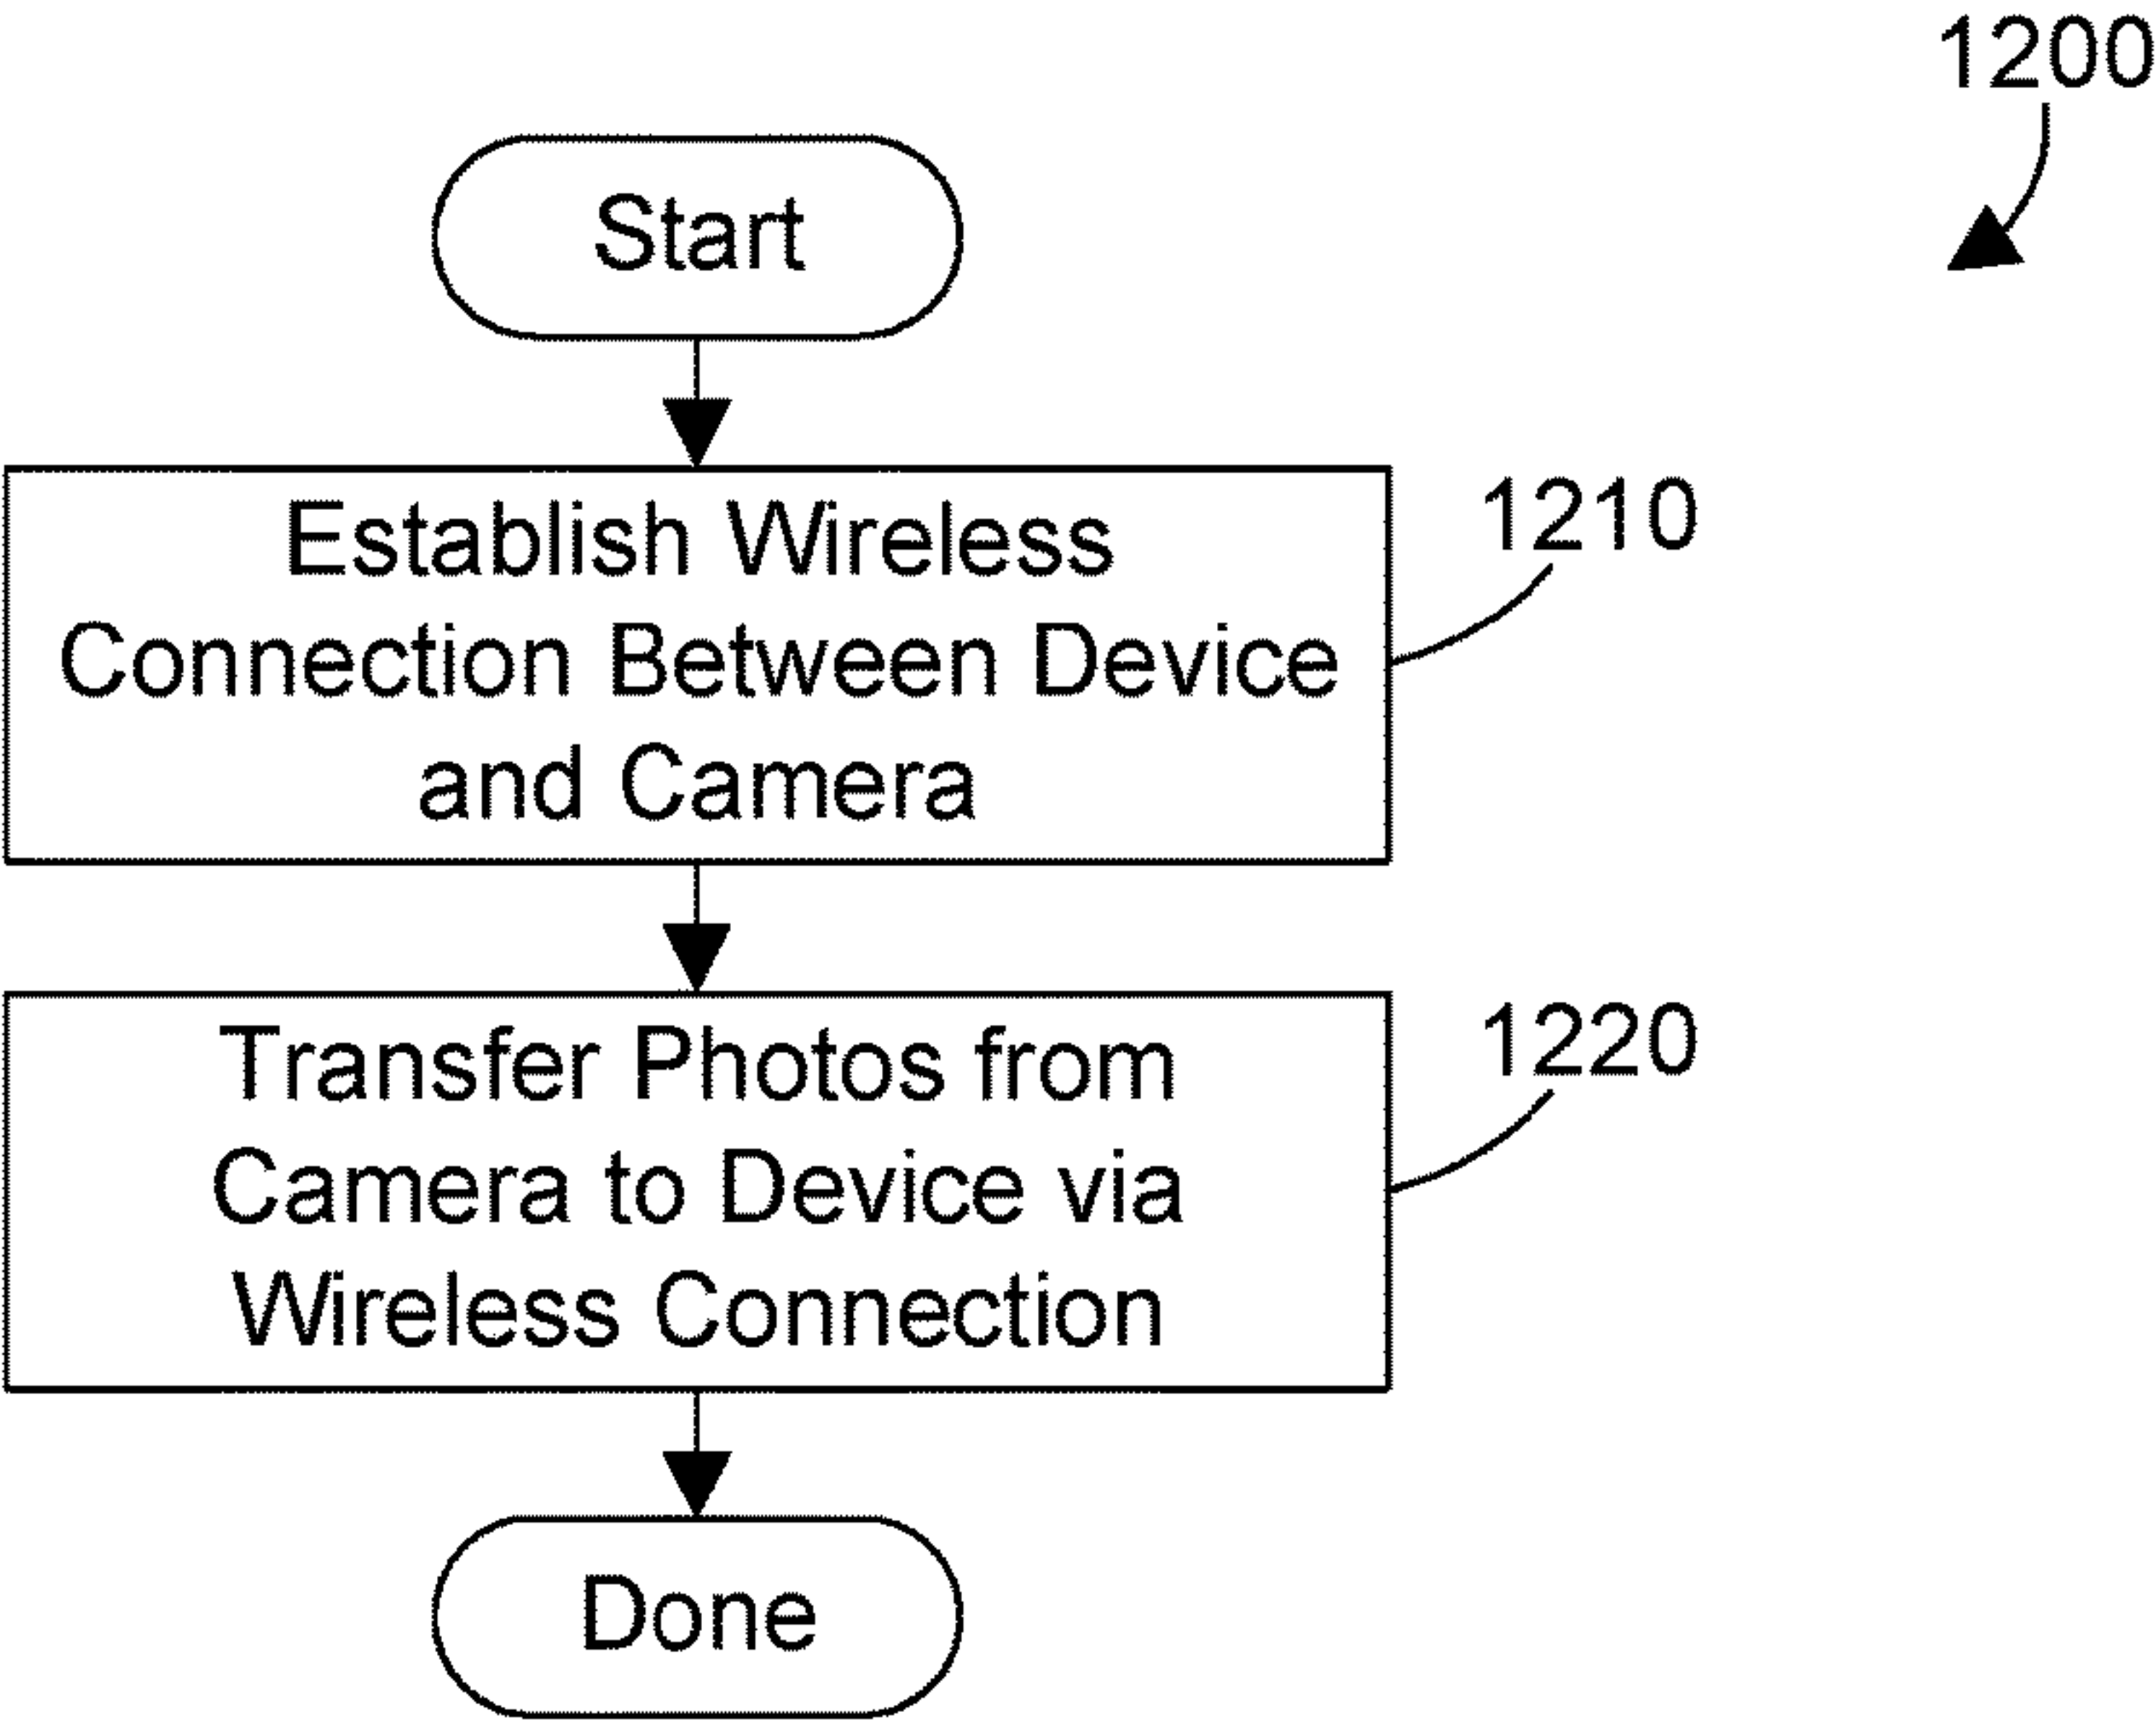 1200
Start
Establish Wireless
Connection Between Device
and Camera
1210
Transfer Photos from
Camera to Device via
Wireless Connection
1220
Done